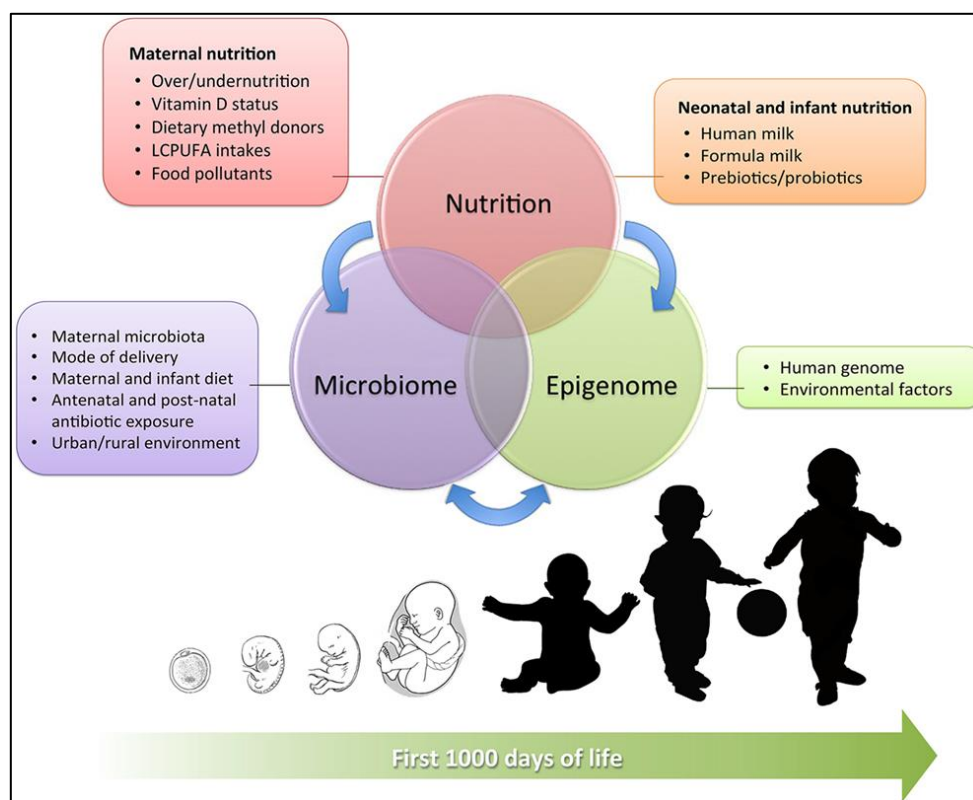 Maternal nutrition
• Over/undernutrition
• Vitamin D status
• Dietary methyl donors
• LCPUFA intakes
• Food pollutants
Neonatal and infant nutrition
• Human milk
• Formula milk
• Prebiotics/probiotics
Nutrition
• Maternal microbiota
• Mode of delivery
• Maternal and infant diet
• Antenatal and post-natal
antibiotic exposure
• Urban/rural environment
Microbiome
Epigenome
• Human genome
• Environmental factors
First 1000 days of life